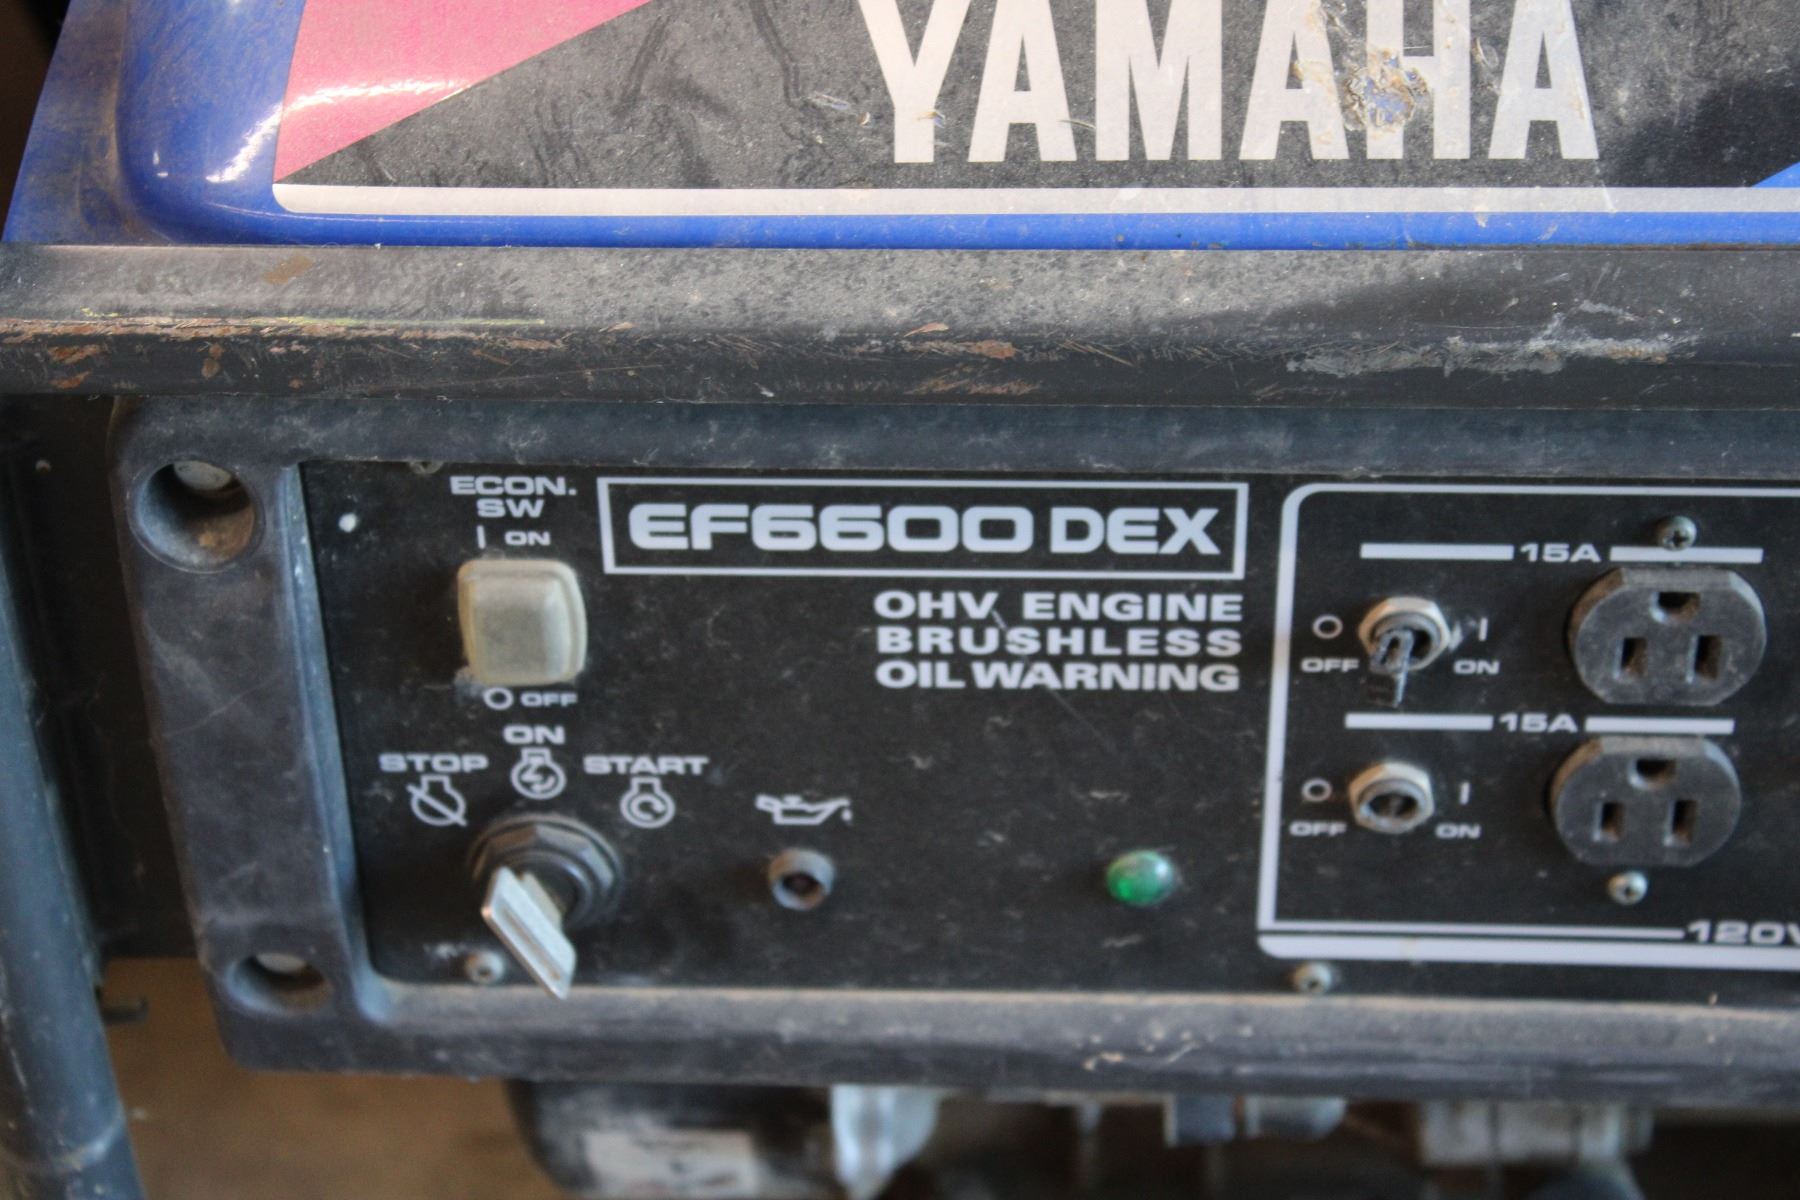 YAMAHA
ECON.
SW
| ON
O OFF
EF6600 DEX
OHV ENGINE
BRUSHLESS
OIL WARNING
STOP
ON
START
15A
O
OFF
|
ON
15A
O
OFF
|
ON
120V